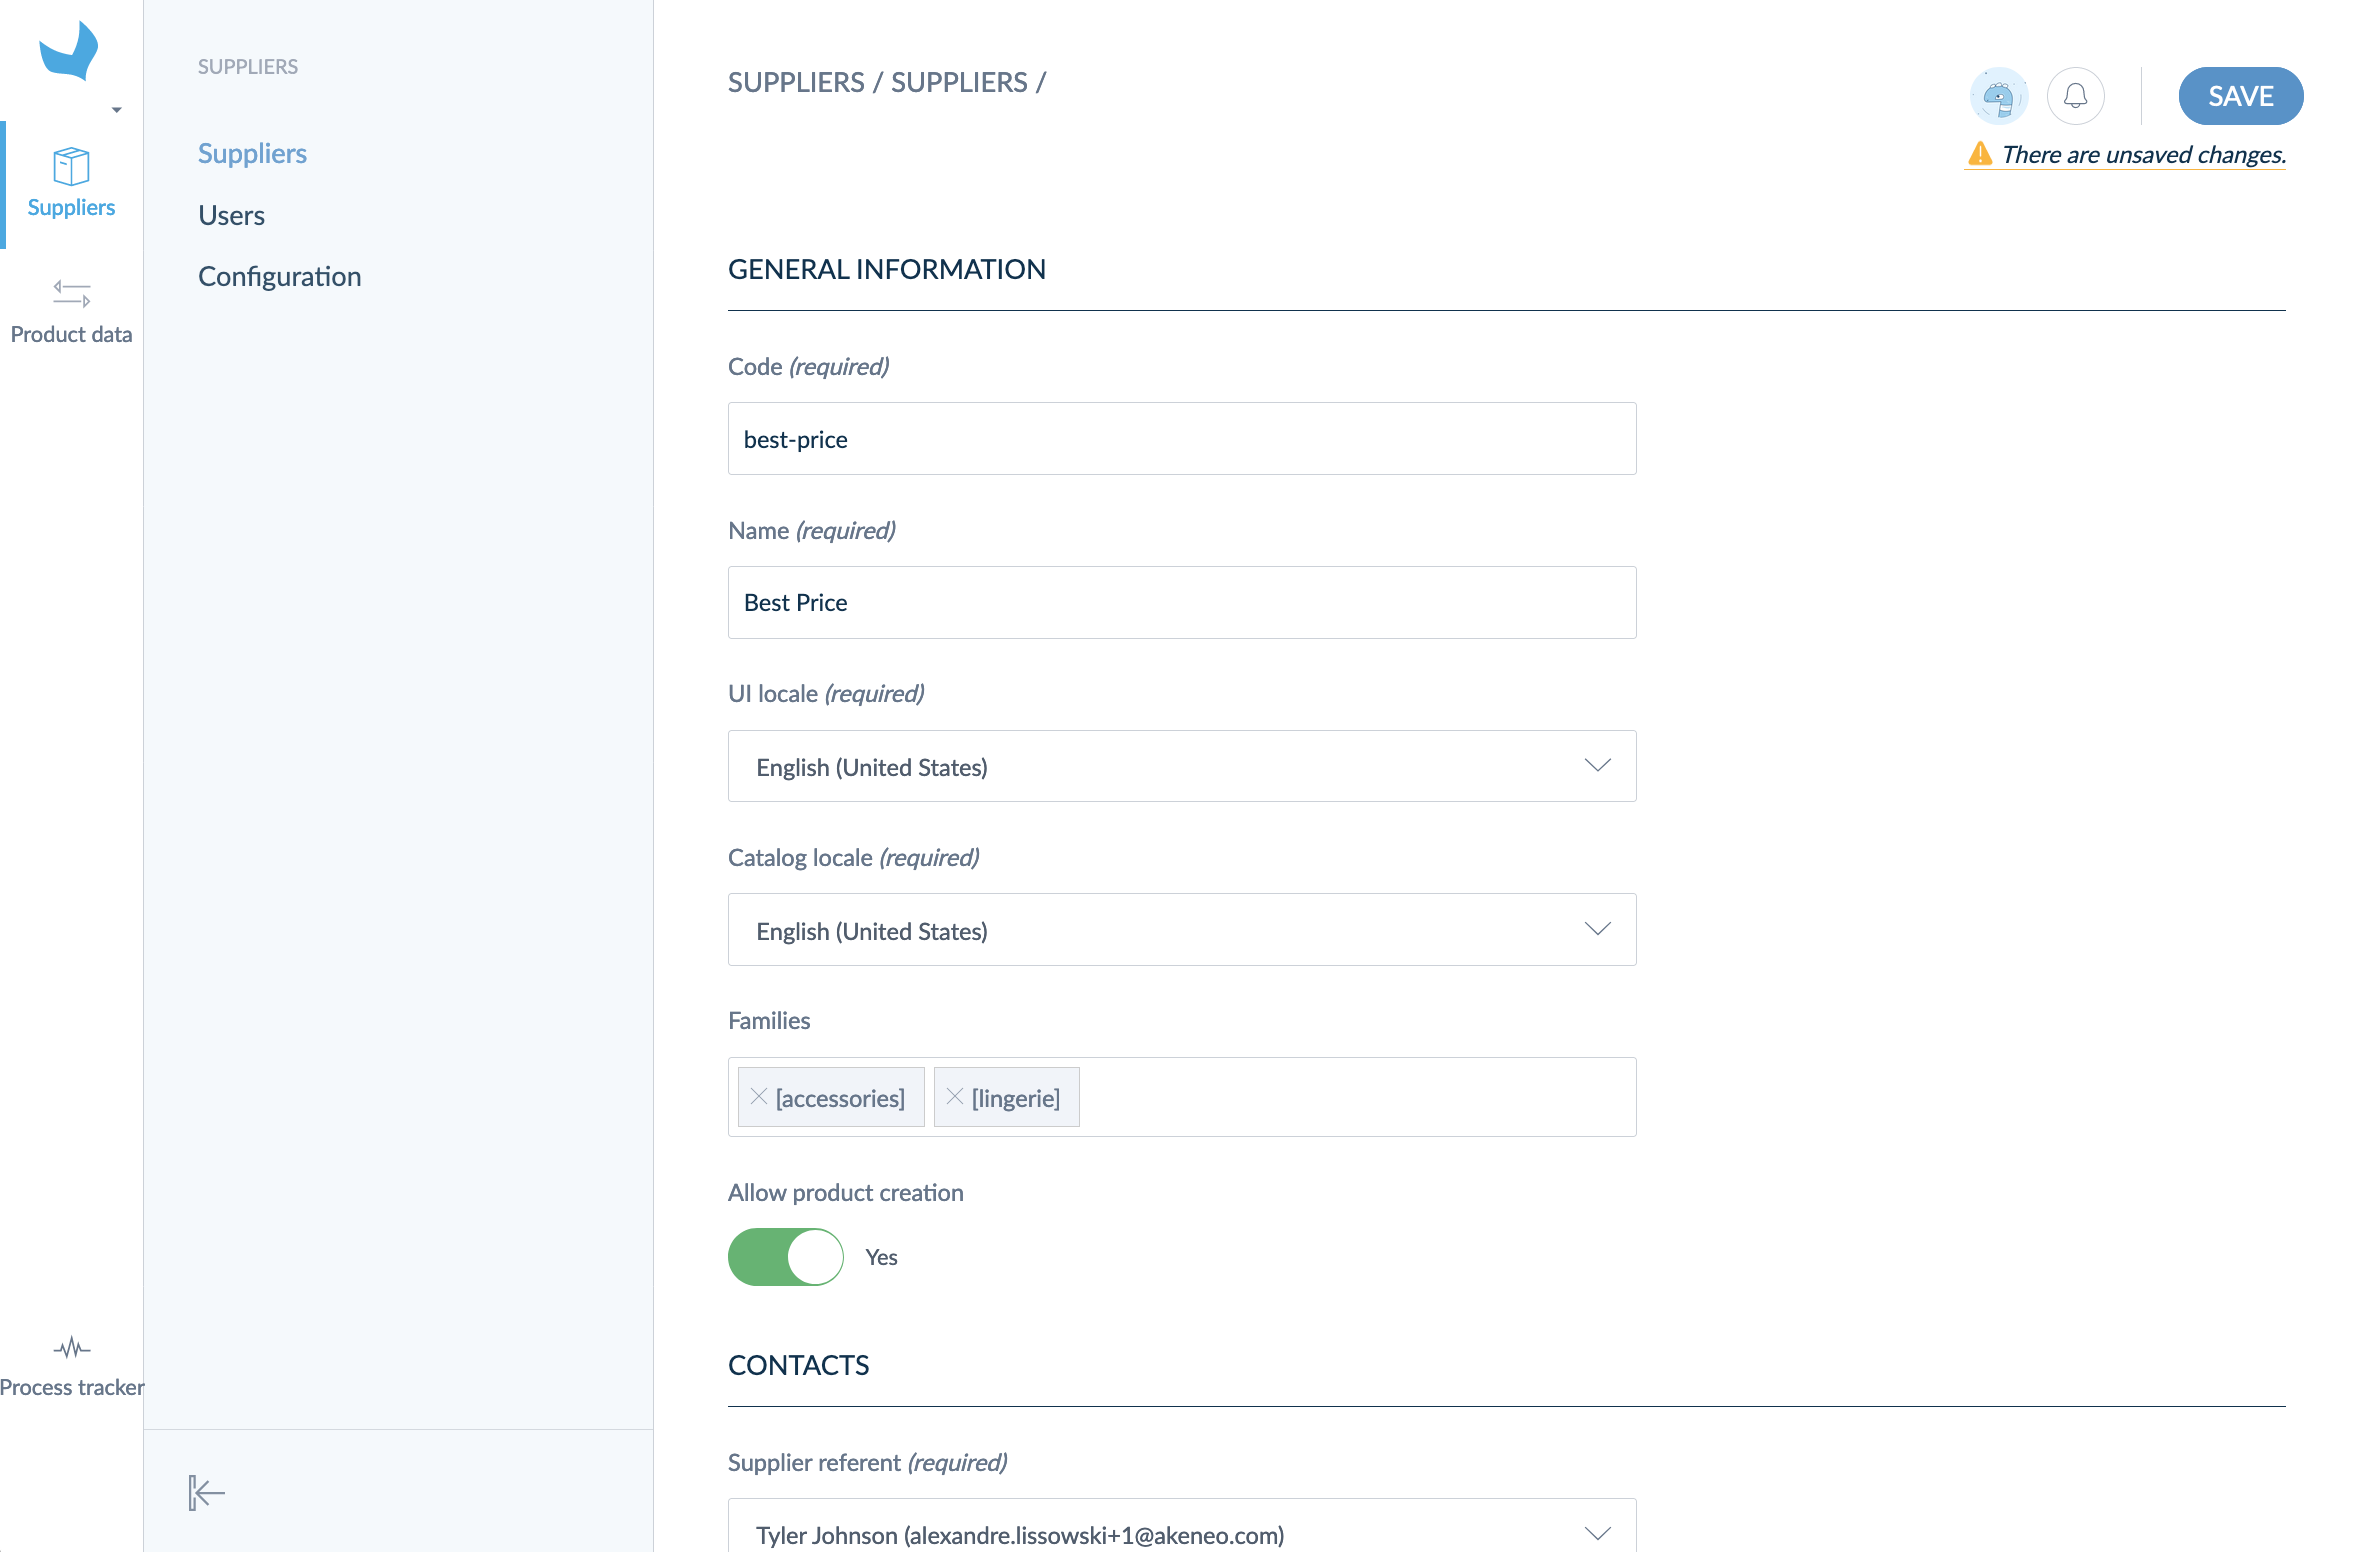 Suppliers
Product data
Process tracker
SUPPLIERS
Suppliers
Users
Configuration
SUPPLIERS / SUPPLIERS /
SAVE
There are unsaved changes.
GENERAL INFORMATION
Code (required)
best-price
Name (required)
Best Price
UI locale (required)
English (United States)
Catalog locale (required)
English (United States)
Families
[accessories] [lingerie]
Allow product creation
Yes
CONTACTS
Supplier referent (required)
Tyler Johnson (alexandre.lissowski+1@akeneo.com)